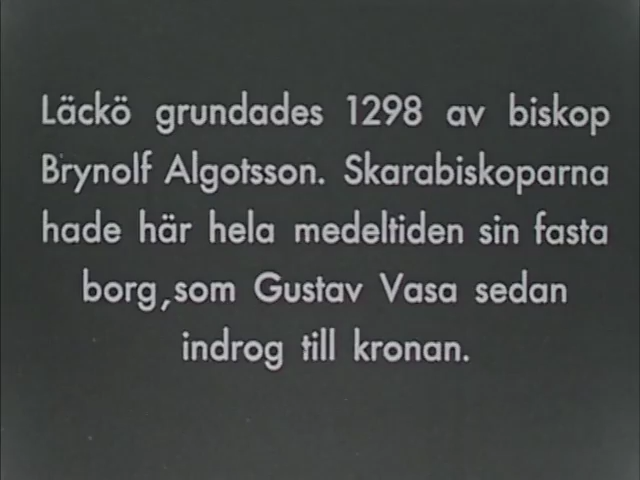 Läckö grundades 1298 av biskop
Brynolf Algotsson. Skarabiskoparna
hade här hela medeltiden sin fasta
borg,som Gustav Vasa sedan
indrog till kronan.